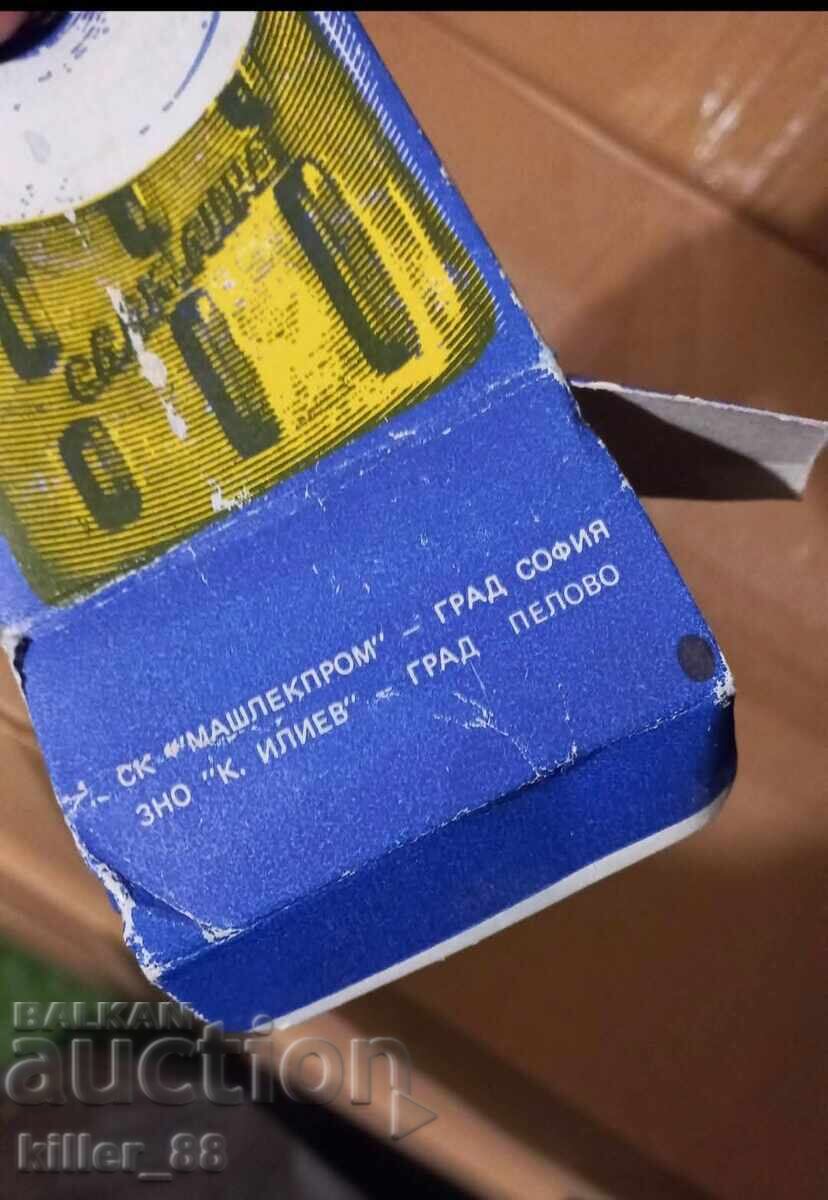 СК "МАШЛЕКПРОМ" – ГРАД СОФИЯ
ЗНО "К. ИЛИЕВ" – ГРАД ПЕЛОВО
BALKAN
auction
killer_88